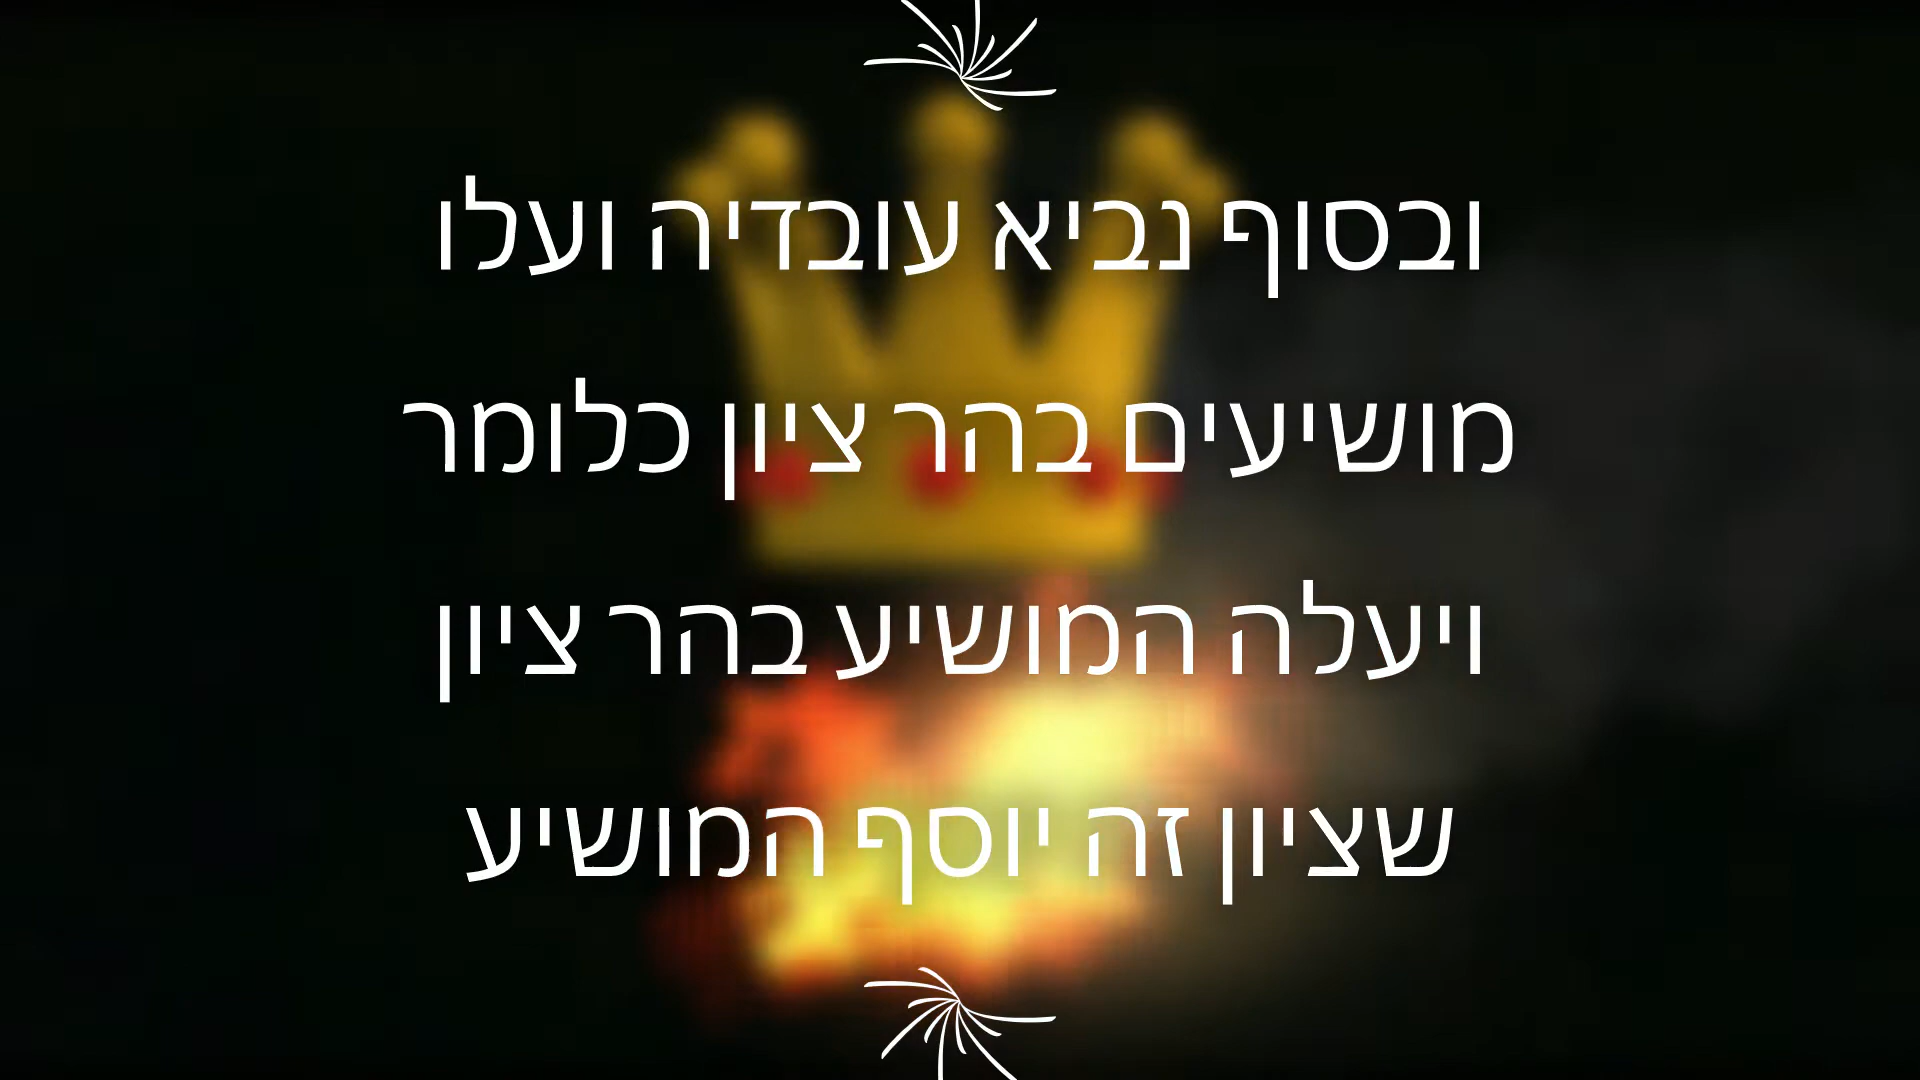 ובסוף נביא עובדיה ועלו
מושיעים בהר ציון כלומר
ויעלה המושיע בהר ציון
שציון זה יוסף המושיע